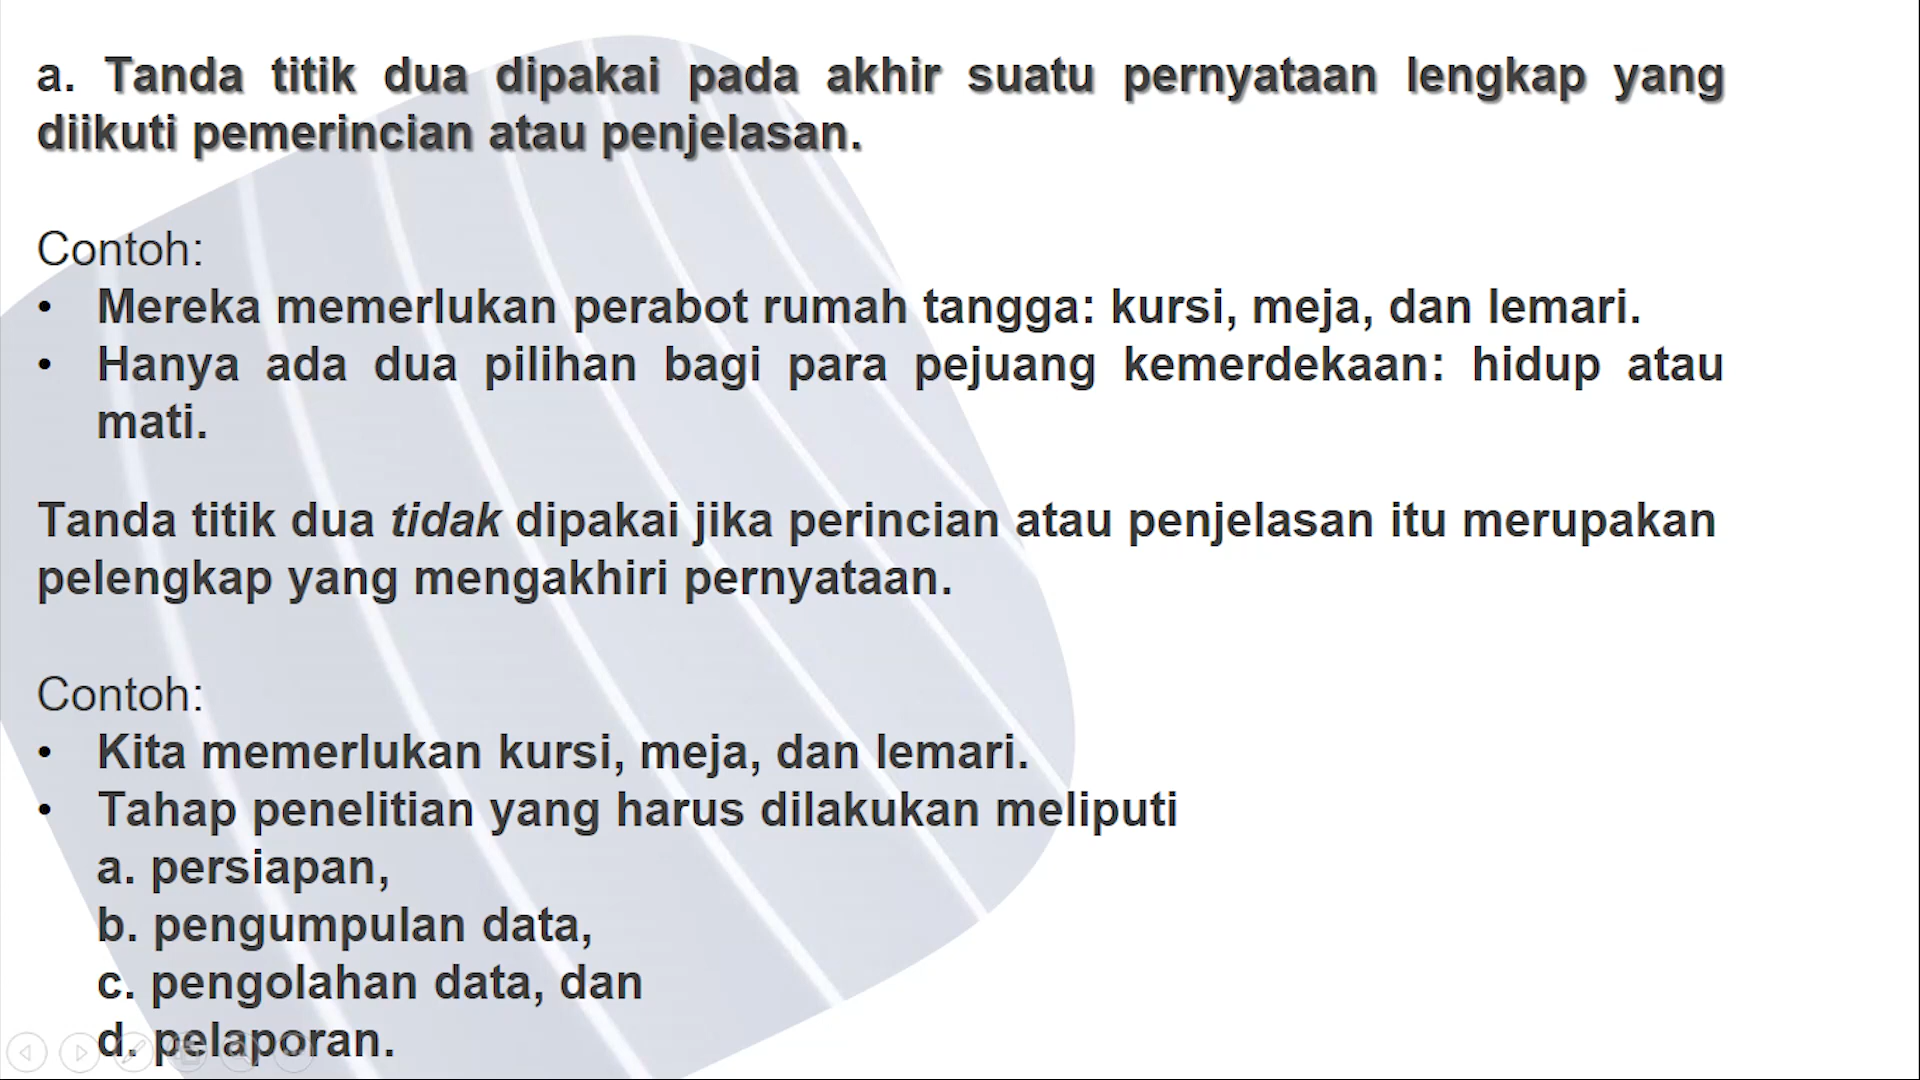 a. Tanda titik dua dipakai pada akhir suatu pernyataan lengkap yang
diikuti pemerincian atau penjelasan.
Contoh:
• Mereka memerlukan perabot rumah tangga: kursi, meja, dan lemari.
• Hanya ada dua pilihan bagi para pejuang kemerdekaan: hidup atau
mati.
Tanda titik dua tidak dipakai jika perincian atau penjelasan itu merupakan
pelengkap yang mengakhiri pernyataan.
Contoh:
• Kita memerlukan kursi, meja, dan lemari.
• Tahap penelitian yang harus dilakukan meliputi
a. persiapan,
b. pengumpulan data,
c. pengolahan data, dan
d. pelaporan.